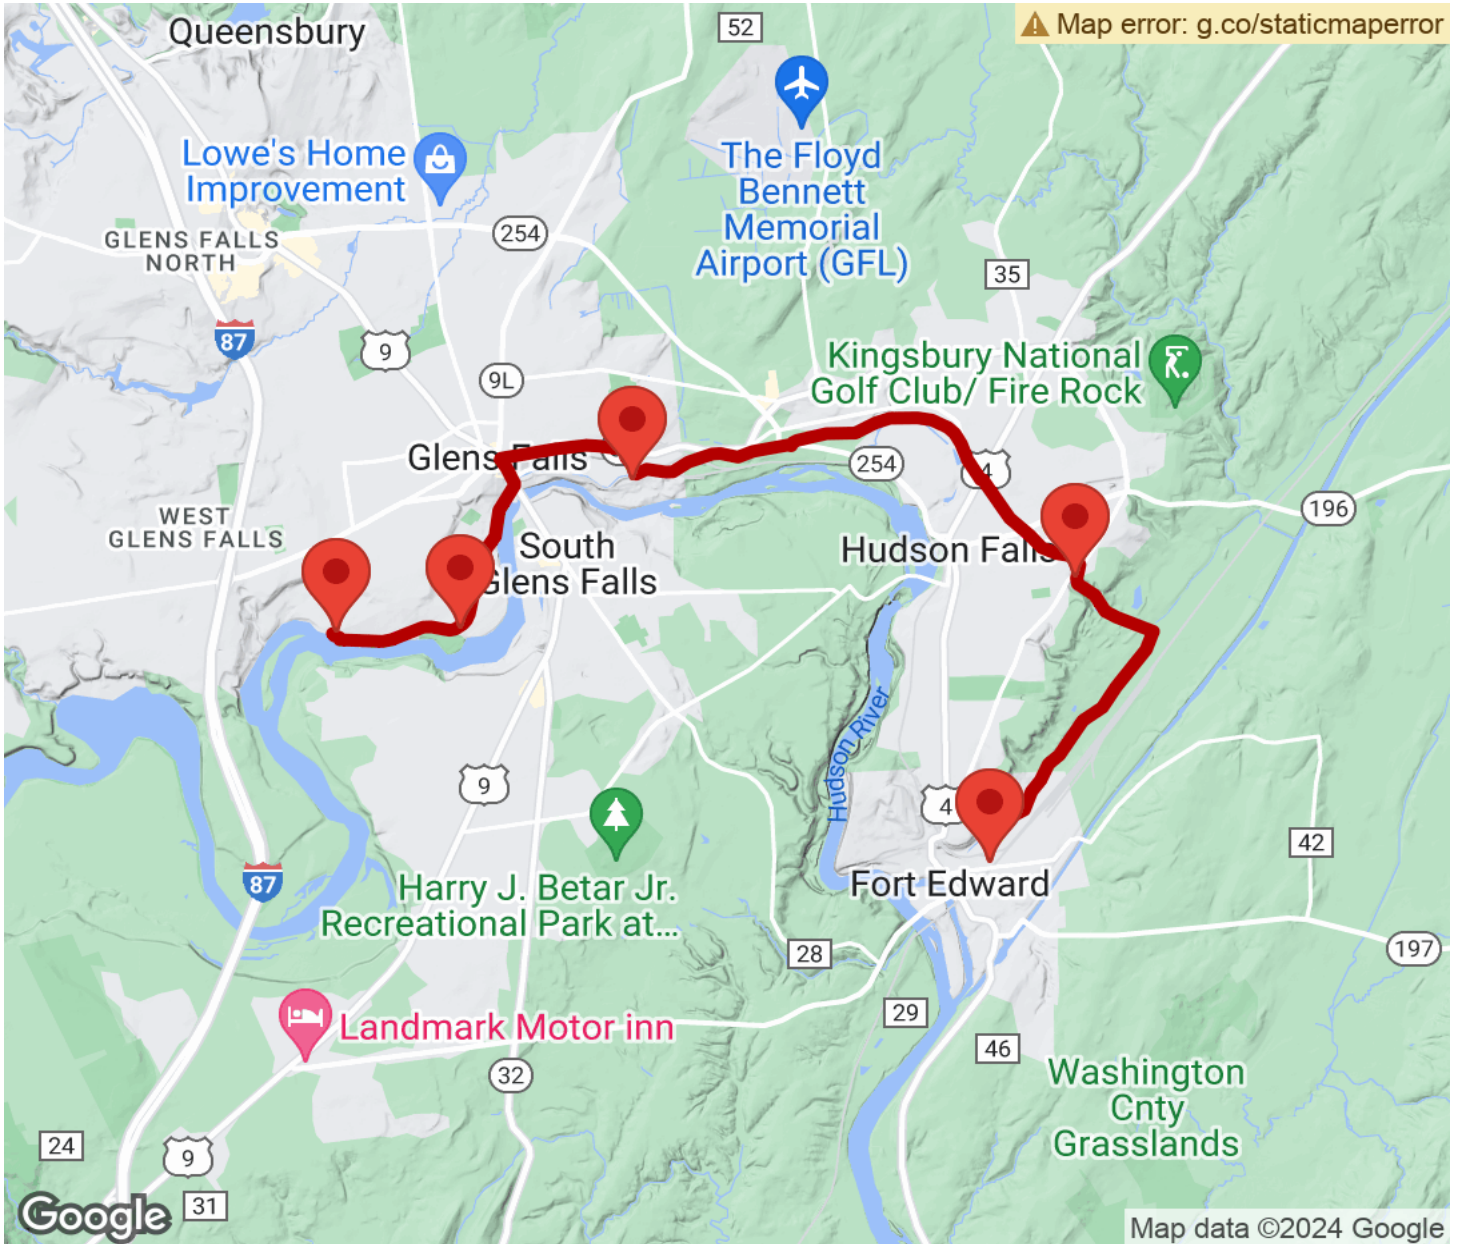 Queensbury
52
Map error: g.co/staticmaperror
Lowe's Home
Improvement
The Floyd
Bennett
Memorial
Airport (GFL)
GLENS FALLS
NORTH
254
35
87
9
9L
Kingsbury National
Golf Club/ Fire Rock
Glens Falls
254
4
196
WEST
GLENS FALLS
South
Glens Falls
Hudson Falls
Hudson River
9
4
42
87
Harry J. Betar Jr.
Recreational Park at...
Fort Edward
28
197
29
Landmark Motor inn
46
32
Washington
Cnty
Grasslands
24
9
31
Google
Map data ©2024 Google